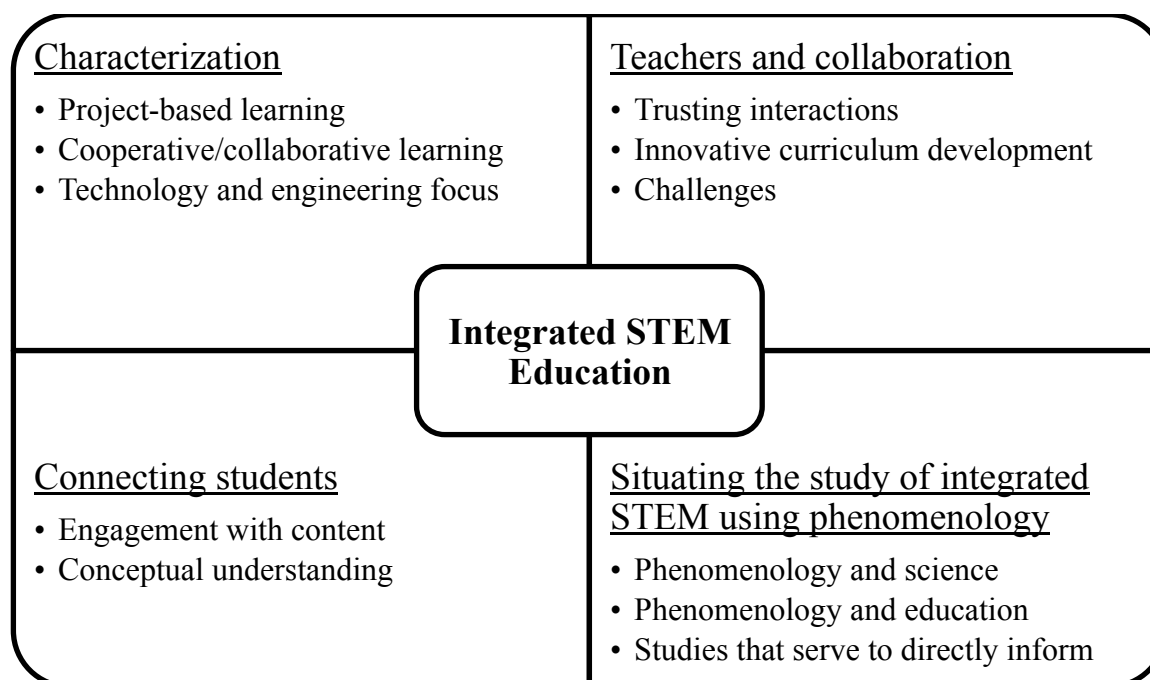 Characterization
• Project-based learning
• Cooperative/collaborative learning
• Technology and engineering focus
Teachers and collaboration
• Trusting interactions
• Innovative curriculum development
• Challenges
Integrated STEM
Education
Connecting students
• Engagement with content
• Conceptual understanding
Situating the study of integrated
STEM using phenomenology
• Phenomenology and science
• Phenomenology and education
• Studies that serve to directly inform